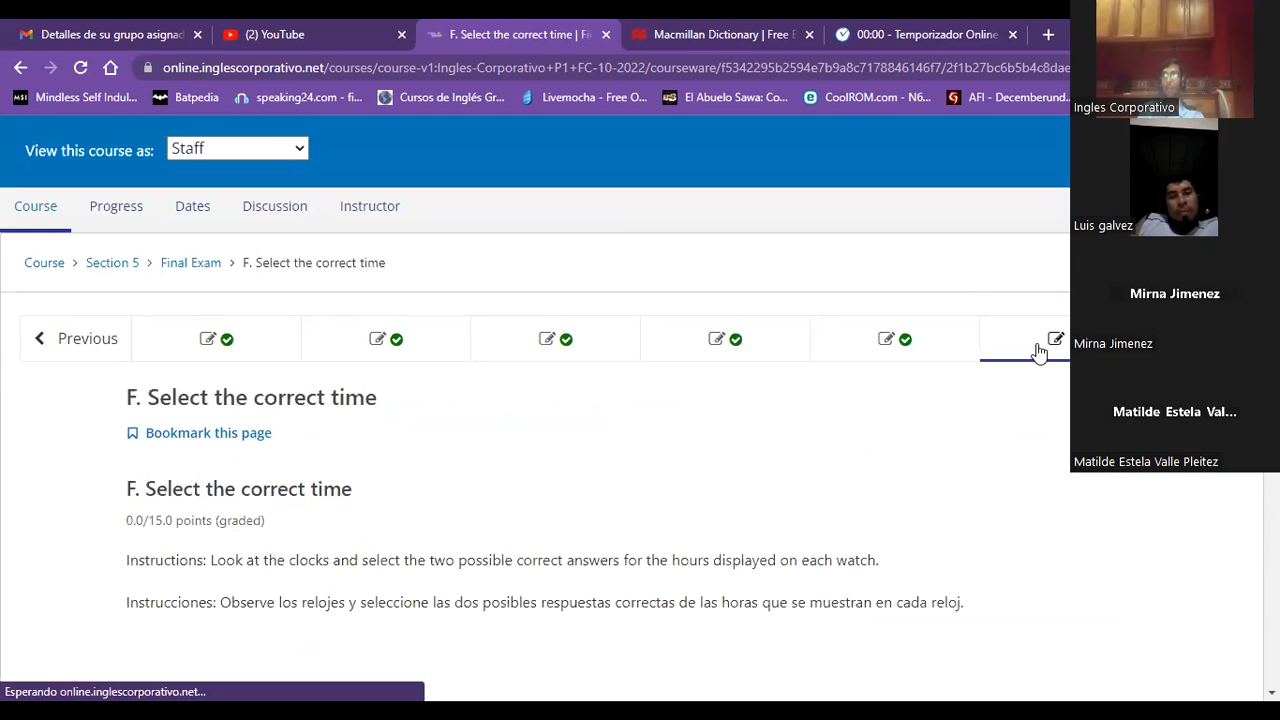 Detalles de su grupo asignad
(2) YouTube
F. Select the correct time | Fi
Macmillan Dictionary | Free E
00:00 - Temporizador Online
online.inglescorporativo.net/courses/course-v1:Ingles-Corporativo+P1+FC-10-2022/courseware/f5342295b2594e7b9a8c7178846146f7/2f1b27bc6b5b4c8dae
Mindless Self Indul...
Batpedia
speaking24.com - fi...
Cursos de Inglés Gr...
Livemocha - Free O...
El Abuelo Sawa: Co...
CoolROM.com - N6...
AFI - Decemberund...
Ingles Corporativo
View this course as:
Staff
Course
Progress
Dates
Discussion
Instructor
Luis galvez
Course > Section 5 > Final Exam > F. Select the correct time
Mirna Jimenez
Mirna Jimenez
Previous
F. Select the correct time
Bookmark this page
Matilde Estela Val...
Matilde Estela Valle Pleitez
F. Select the correct time
0.0/15.0 points (graded)
Instructions: Look at the clocks and select the two possible correct answers for the hours displayed on each watch.
Instrucciones: Observe los relojes y seleccione las dos posibles respuestas correctas de las horas que se muestran en cada reloj.
Esperando online.inglescorporativo.net...